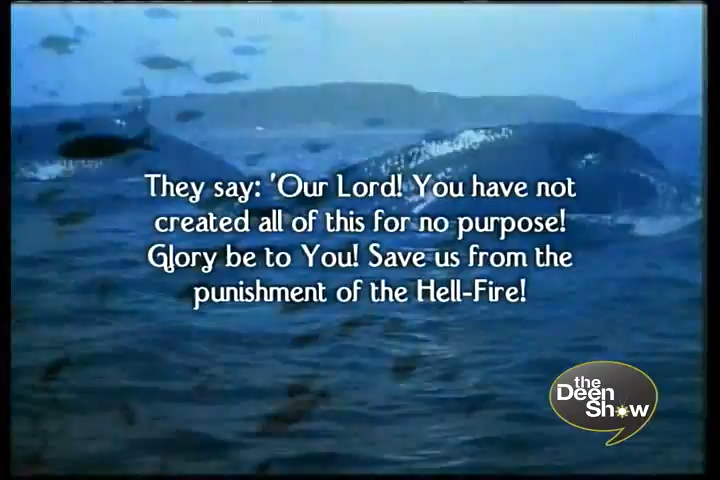 They say: 'Our Lord! You have not
created all of this for no purpose!
Glory be to You! Save us from the
punishment of the Hell-Fire!
the
Deen
Show